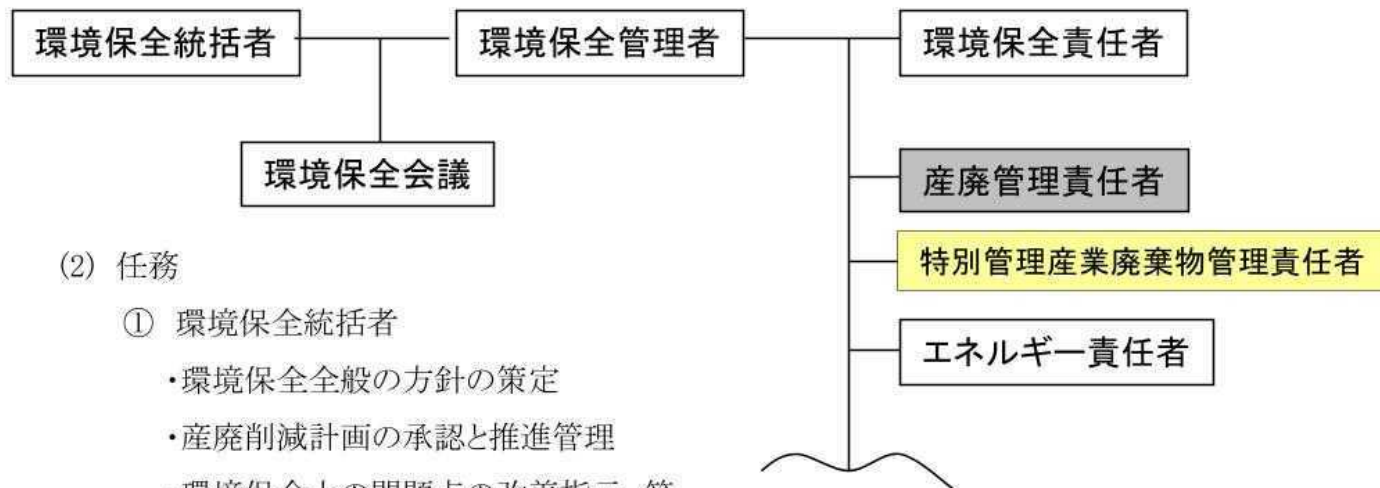 環境保全統括者
環境保全管理者
環境保全責任者
環境保全会議
産廃管理責任者
特別管理産業廃棄物管理責任者
エネルギー責任者
(2) 任務
① 環境保全統括者
・環境保全全般の方針の策定
・産廃削減計画の承認と推進管理